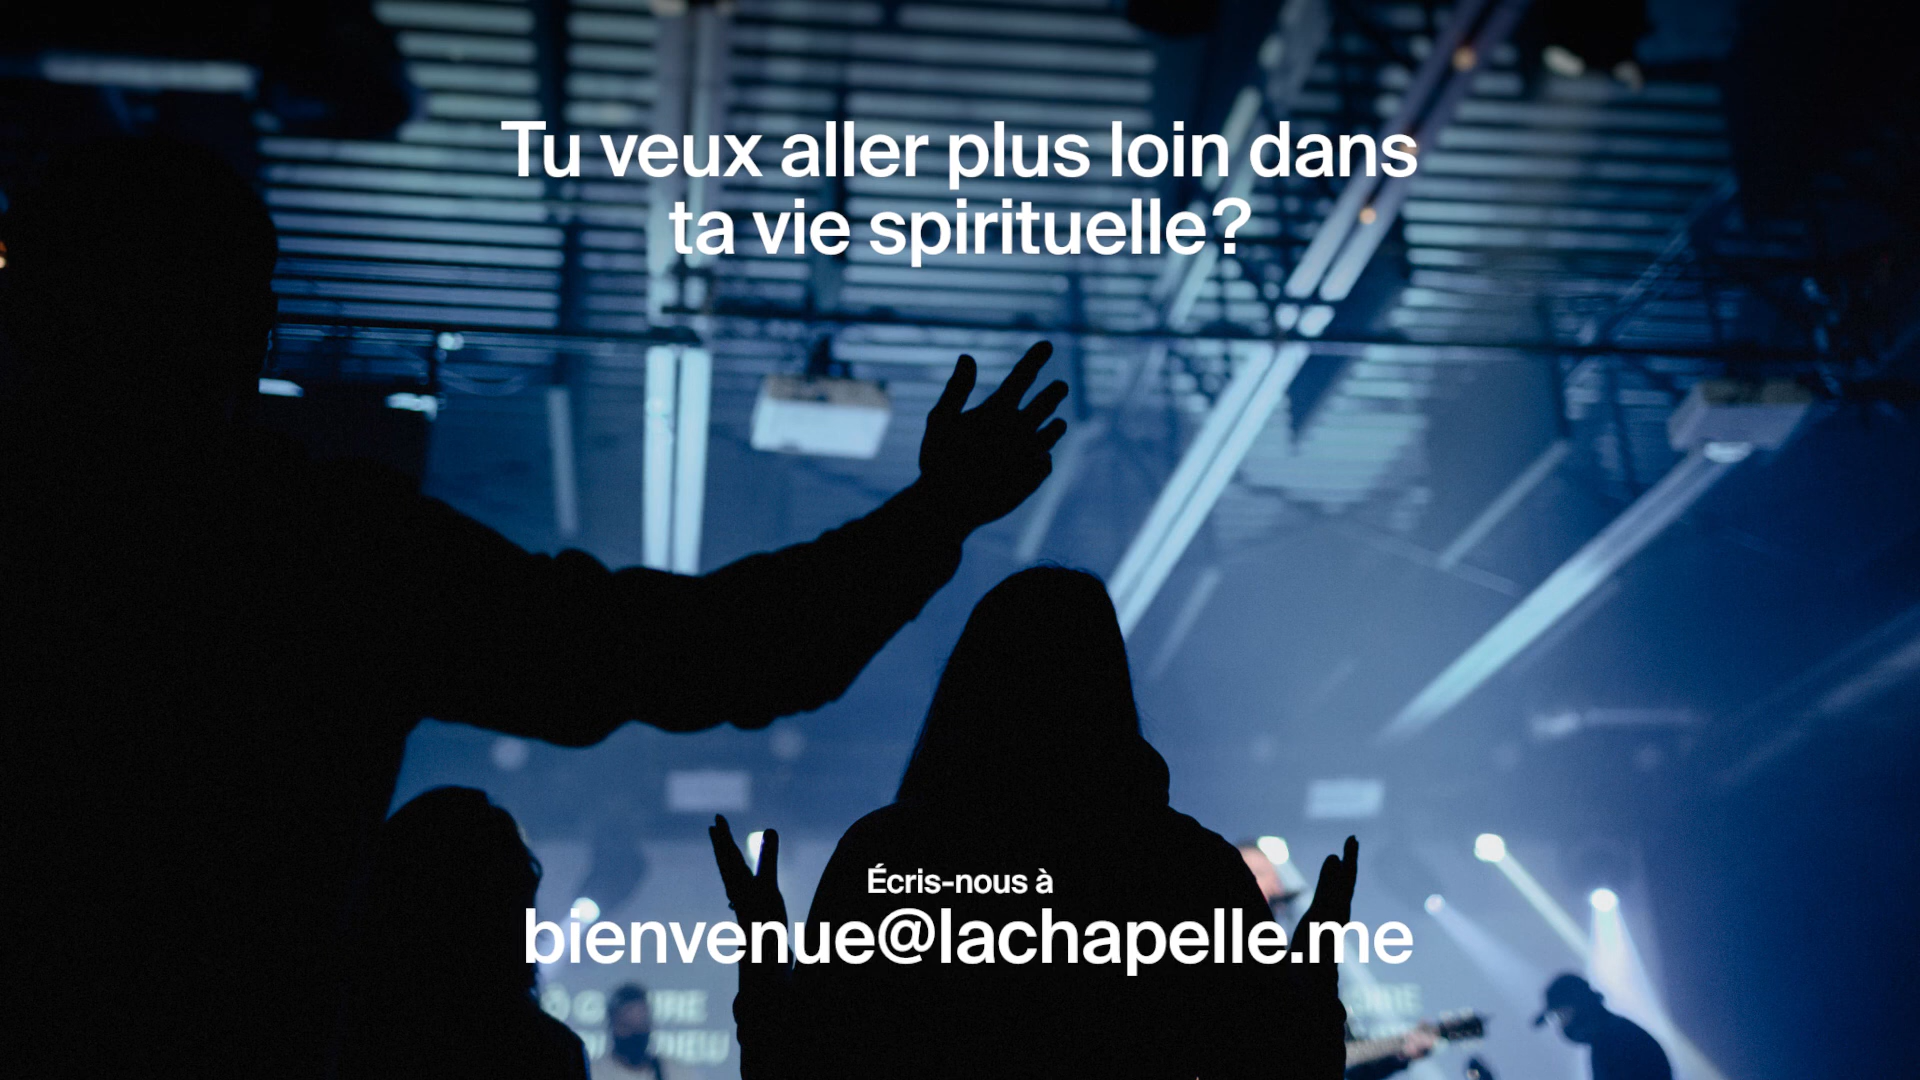 Tu veux aller plus loin dans
ta vie spirituelle?
Écris-nous à
bienvenue@lachapelle.me